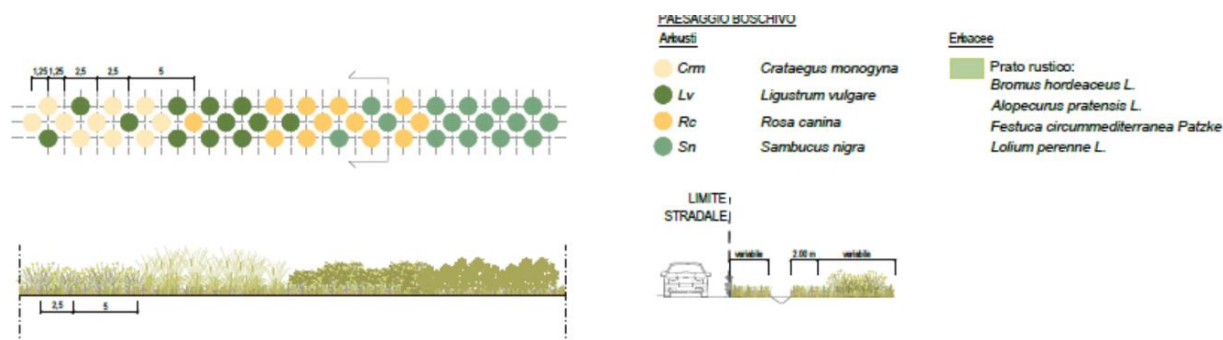 PAESAGGIO BOSCHIVO
Arbusti
Crm Crataegus monogyna
Lv Ligustrum vulgare
Rc Rosa canina
Sn Sambucus nigra
Erbacee
Prato rustico:
Bromus hordeaceus L.
Alopecurus pratensis L.
Festuca circummediterranea Patzke
Lolium perenne L.
1,25 1,25 2,5 2,5 5
LIMITE
STRADALE
variabile 2.00 m variabile
2,5 5